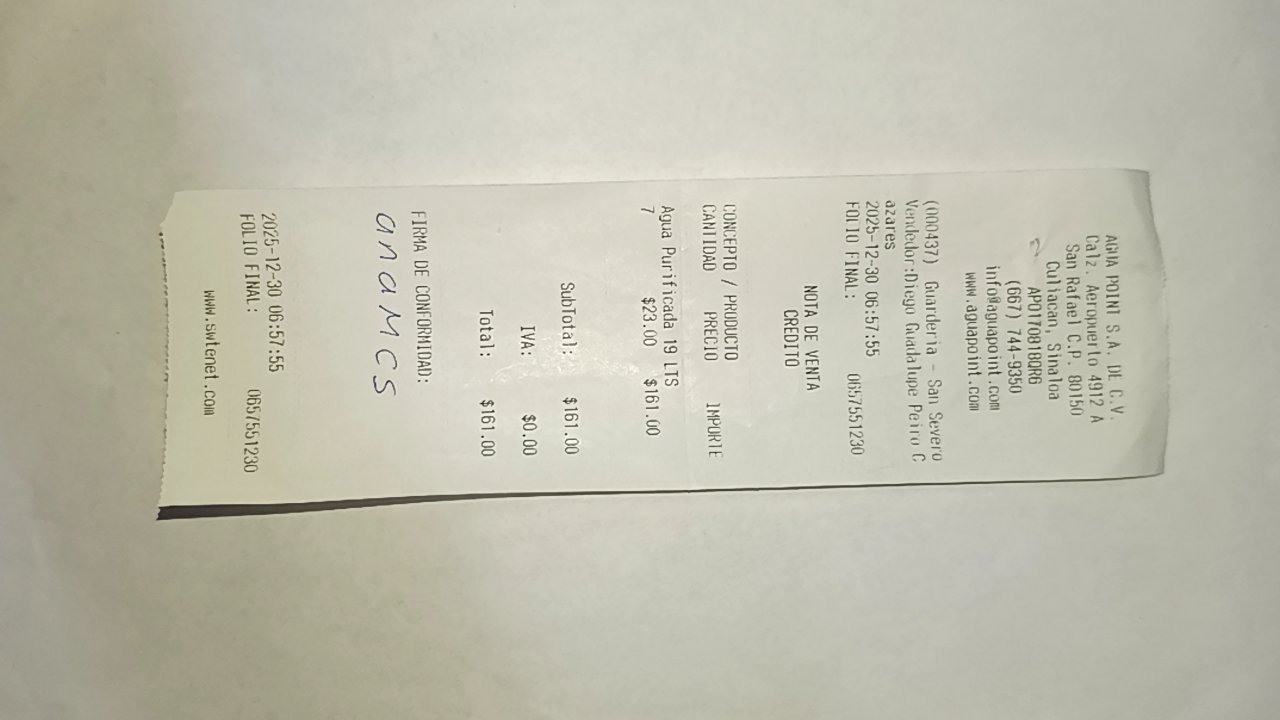 AGUA POINT S.A. DE C.V.
Calz. Aeropuerto 4912 A
San Rafael C.P. 80150
Culiacan, Sinaloa
APO170818QR6
(667) 744-9350
info@aguapoint.com
www.aguapoint.com
(000437) Guarderia - San Severo
Vendedor:Diego Guadalupe Peiro C
azares
2025-12-30 06:57:55
FOLIO FINAL: 0657551230
NOTA DE VENTA
CREDITO
CONCEPTO / PRODUCTO
CANTIDAD PRECIO IMPORTE
Agua Purificada 19 LTS
7 $23.00 $161.00
SubTotal: $161.00
IVA: $0.00
Total: $161.00
FIRMA DE CONFORMIDAD:
anaMCS
2025-12-30 06:57:55
FOLIO FINAL: 0657551230
www.swtenet.com